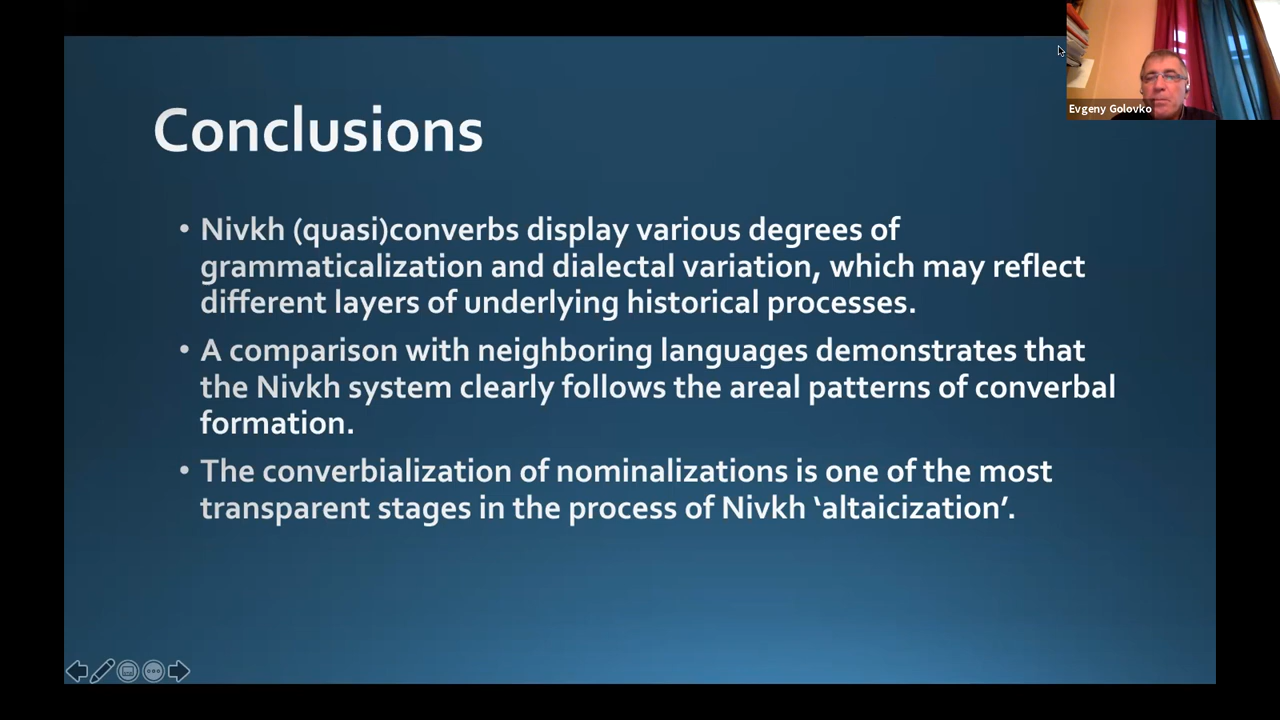 Evgeny Golovko
Conclusions
• Nivkh (quasi)converbs display various degrees of
grammaticalization and dialectal variation, which may reflect
different layers of underlying historical processes.
• A comparison with neighboring languages demonstrates that
the Nivkh system clearly follows the areal patterns of converbal
formation.
• The converbialization of nominalizations is one of the most
transparent stages in the process of Nivkh ‘altaicization’.